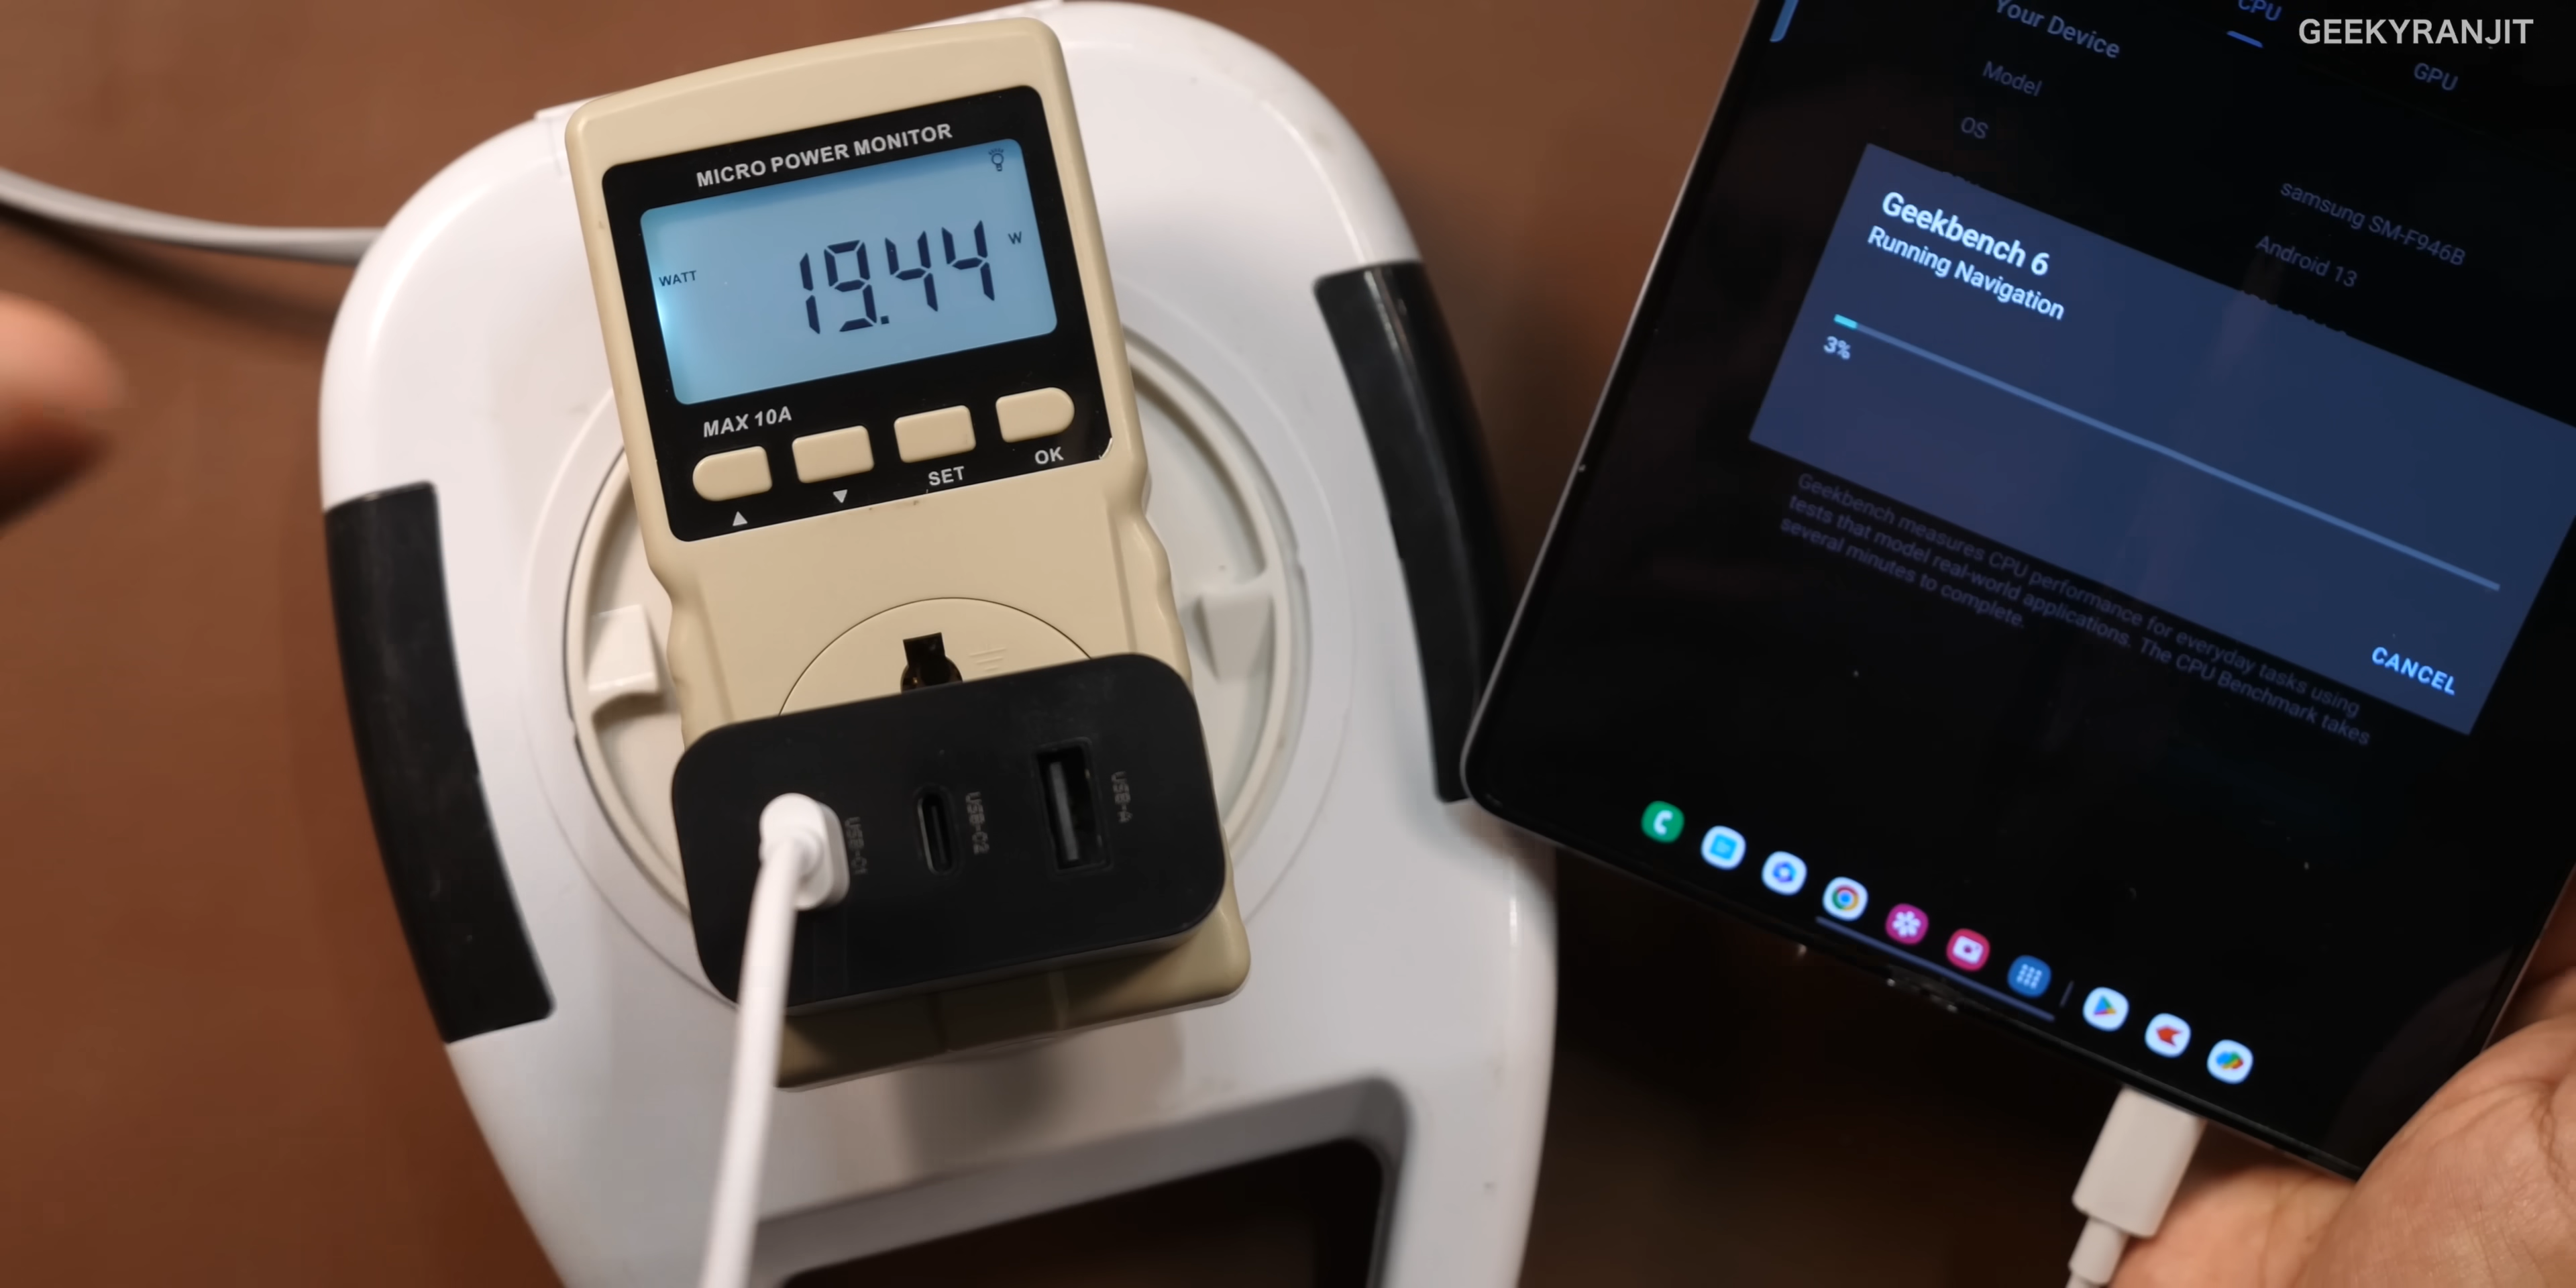 MICRO POWER MONITOR
WATT
19.44
W
MAX 10A
SET
OK
USB-C1
USB-C2
USB-A
GEEKYRANJIT
CPU
GPU
Your Device
Model
samsung SM-F946B
OS
Android 13
Geekbench 6
Running Navigation
3%
CANCEL
Geekbench measures CPU performance for everyday tasks using
tests that model real-world applications. The CPU Benchmark takes
several minutes to complete.